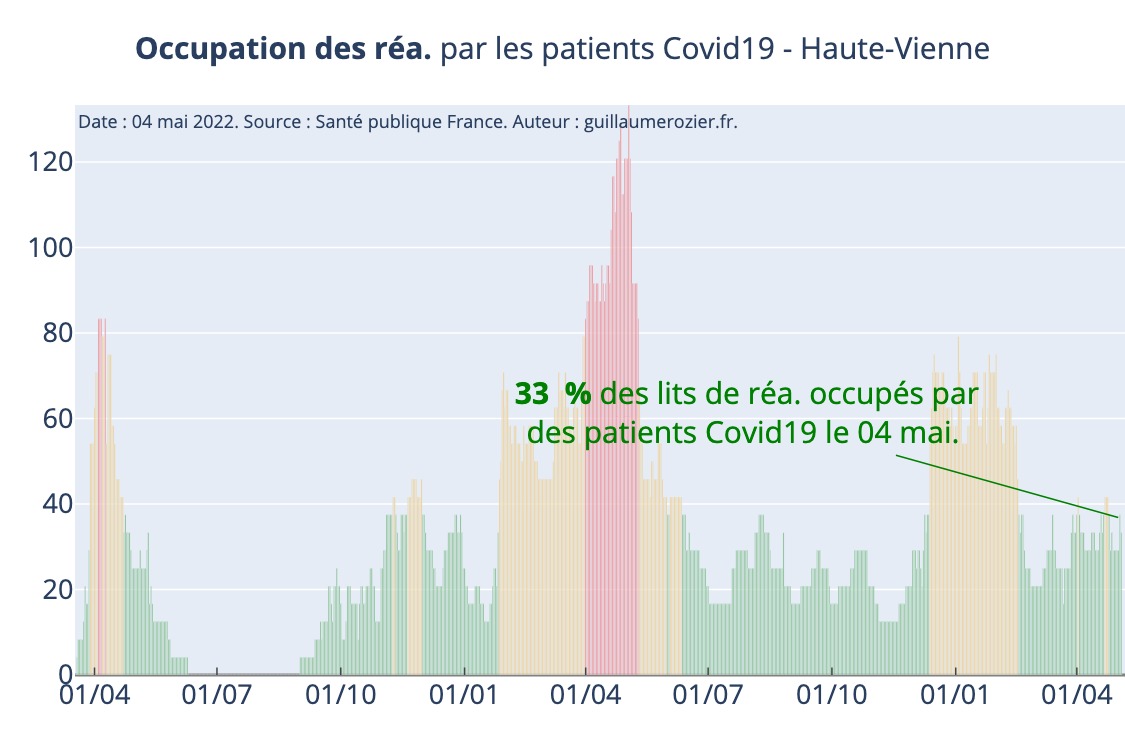 Occupation des réa. par les patients Covid19 - Haute-Vienne
Date : 04 mai 2022. Source : Santé publique France. Auteur : guillaumerozier.fr.
120
100
80
60
40
20
0
33 % des lits de réa. occupés par
des patients Covid19 le 04 mai.
01/04 01/07 01/10 01/01 01/04 01/07 01/10 01/01 01/04